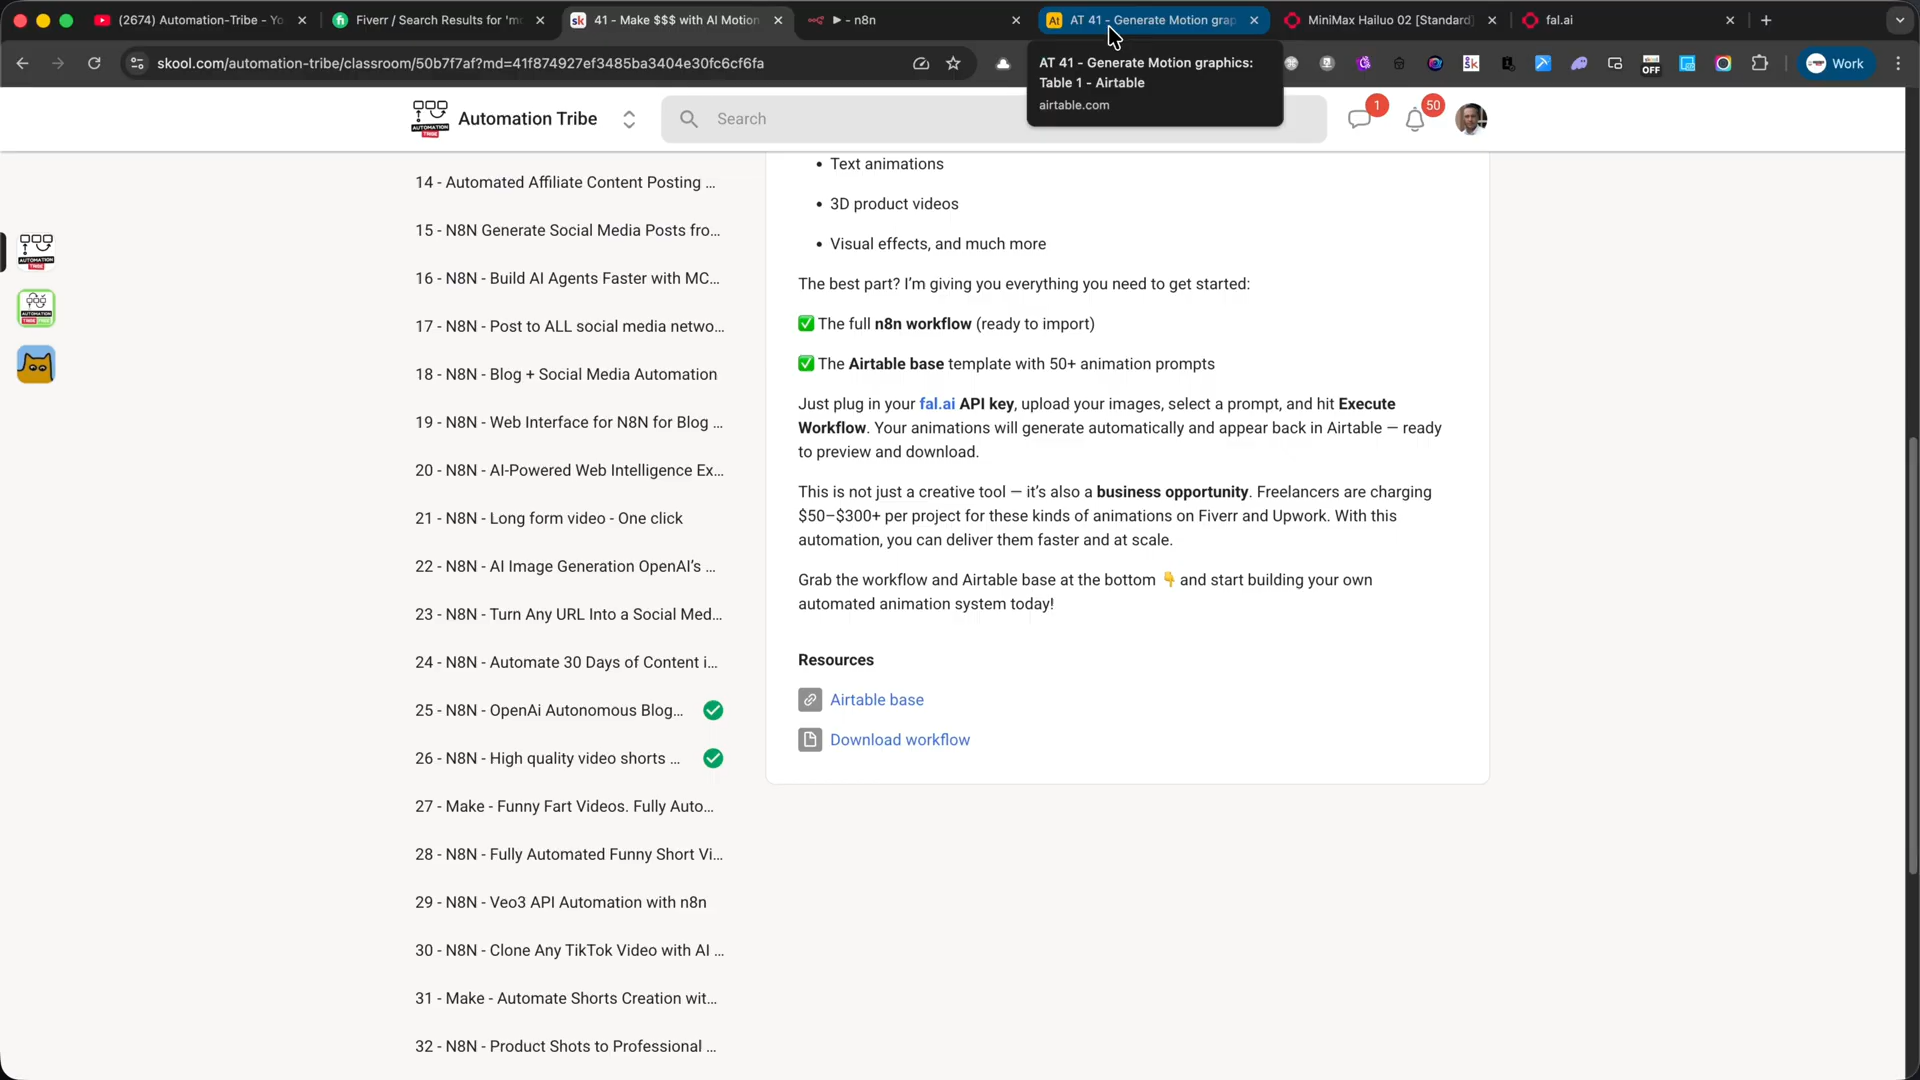 (2674) Automation-Tribe - Yo
Fiverr / Search Results for 'mo
sk 41 - Make $$$ with AI Motion
- n8n
At AT 41 - Generate Motion grap
MiniMax Hailuo 02 [Standard]
fal.ai
skool.com/automation-tribe/classroom/50b7f7af?md=41f874927ef3485ba3404e30fc6cf6fa
OFF
Work
AT 41 - Generate Motion graphics:
Table 1 - Airtable
airtable.com
AUTOMATION
TRIBE
Automation Tribe
Search
1
50
14 - Automated Affiliate Content Posting ...
15 - N8N Generate Social Media Posts fro...
16 - N8N - Build AI Agents Faster with MC...
17 - N8N - Post to ALL social media netwo...
18 - N8N - Blog + Social Media Automation
19 - N8N - Web Interface for N8N for Blog ...
20 - N8N - AI-Powered Web Intelligence Ex...
21 - N8N - Long form video - One click
22 - N8N - AI Image Generation OpenAI's ...
23 - N8N - Turn Any URL Into a Social Med...
24 - N8N - Automate 30 Days of Content i...
25 - N8N - OpenAi Autonomous Blog...
26 - N8N - High quality video shorts ...
27 - Make - Funny Fart Videos. Fully Auto...
28 - N8N - Fully Automated Funny Short Vi...
29 - N8N - Veo3 API Automation with n8n
30 - N8N - Clone Any TikTok Video with AI ...
31 - Make - Automate Shorts Creation wit...
32 - N8N - Product Shots to Professional ...
• Text animations
• 3D product videos
• Visual effects, and much more
The best part? I'm giving you everything you need to get started:
✅ The full n8n workflow (ready to import)
✅ The Airtable base template with 50+ animation prompts
Just plug in your fal.ai API key, upload your images, select a prompt, and hit Execute
Workflow. Your animations will generate automatically and appear back in Airtable — ready
to preview and download.
This is not just a creative tool — it's also a business opportunity. Freelancers are charging
$50–$300+ per project for these kinds of animations on Fiverr and Upwork. With this
automation, you can deliver them faster and at scale.
Grab the workflow and Airtable base at the bottom 👇 and start building your own
automated animation system today!
Resources
Airtable base
Download workflow